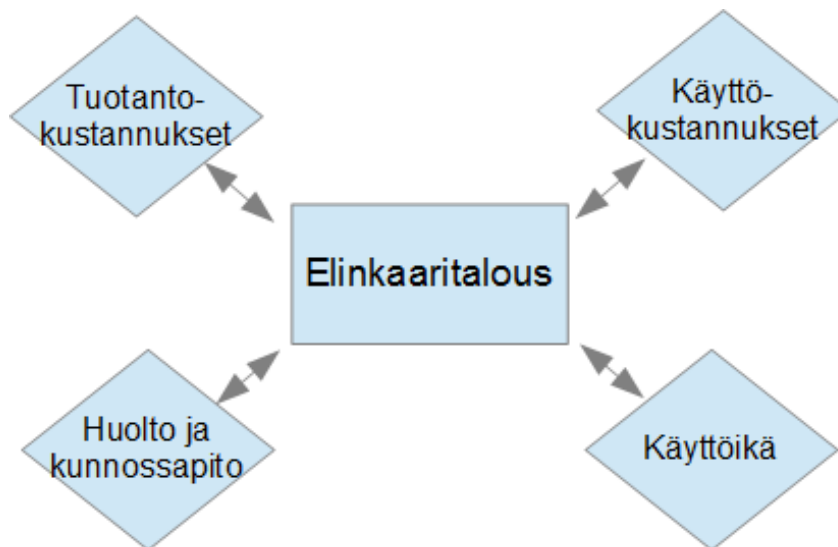 Tuotanto-
kustannukset
Käyttö-
kustannukset
Elinkaaritalous
Huolto ja
kunnossapito
Käyttöikä